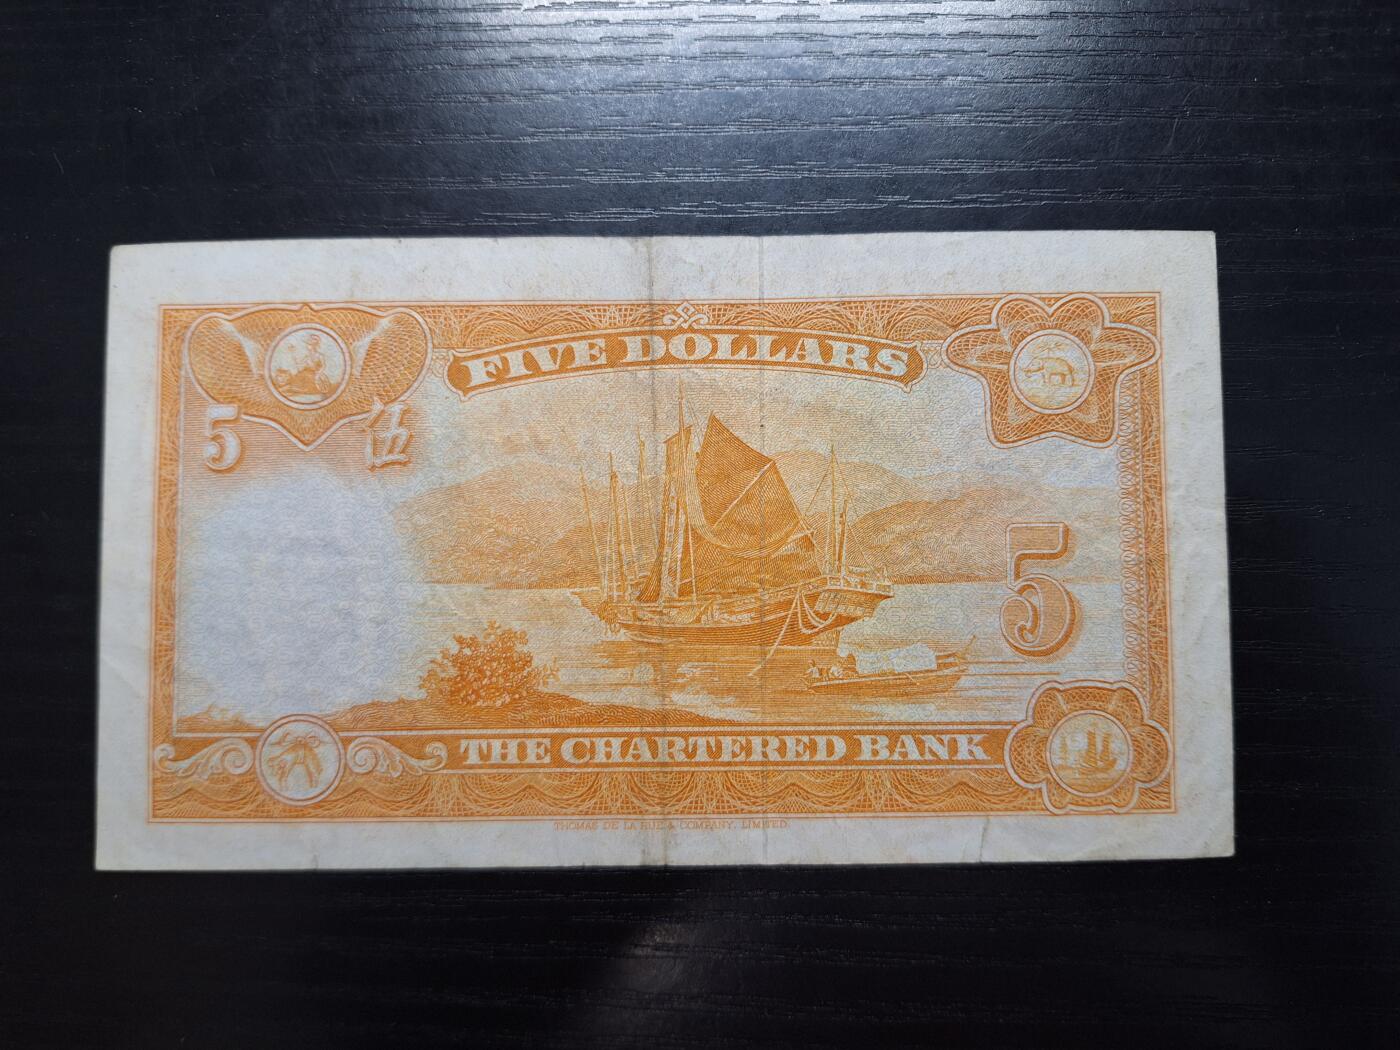 FIVE DOLLARS
5 伍
5
THE CHARTERED BANK
THOMAS DE LA RUE & COMPANY, LIMITED.